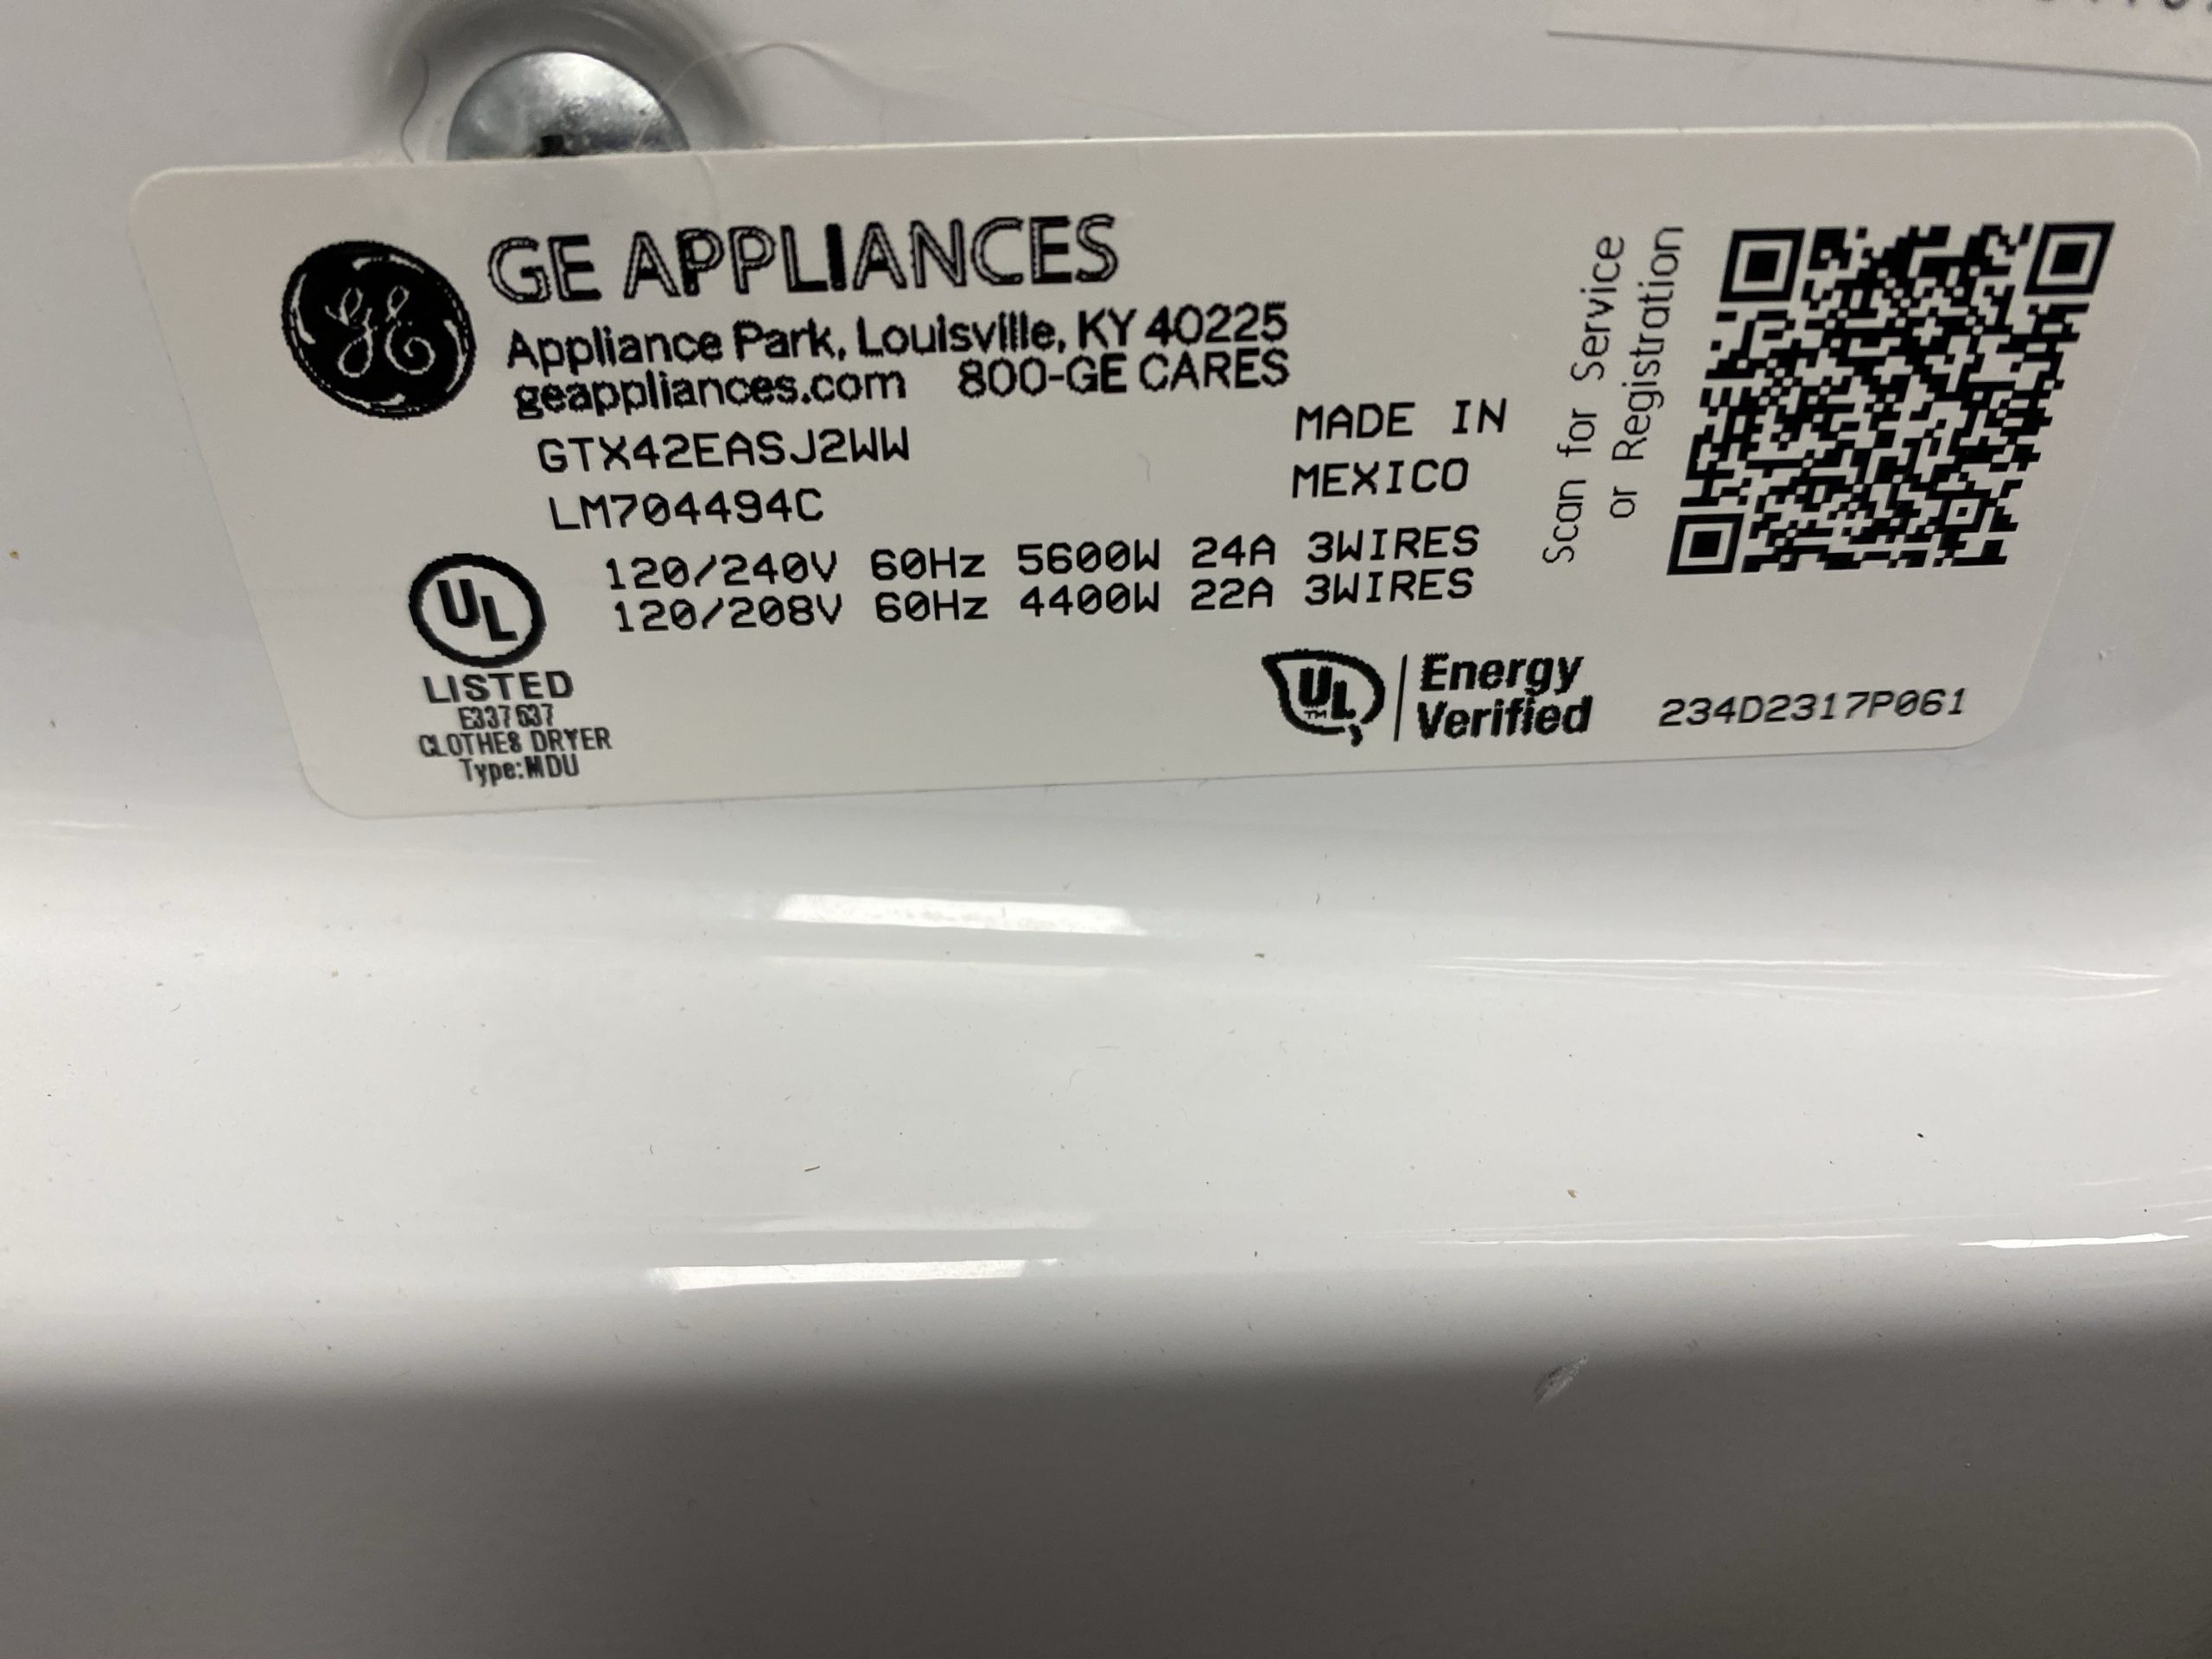 GE APPLIANCES
Appliance Park, Louisville, KY 40225
geappliances.com 800-GE CARES
GTX42EASJ2WW
LM704494C
MADE IN
MEXICO
120/240V 60Hz 5600W 24A 3WIRES
120/208V 60Hz 4400W 22A 3WIRES
UL
LISTED
E337637
CLOTHES DRYER
Type:MDU
UL™
Energy
Verified
234D2317P061
Scan for Service
or Registration